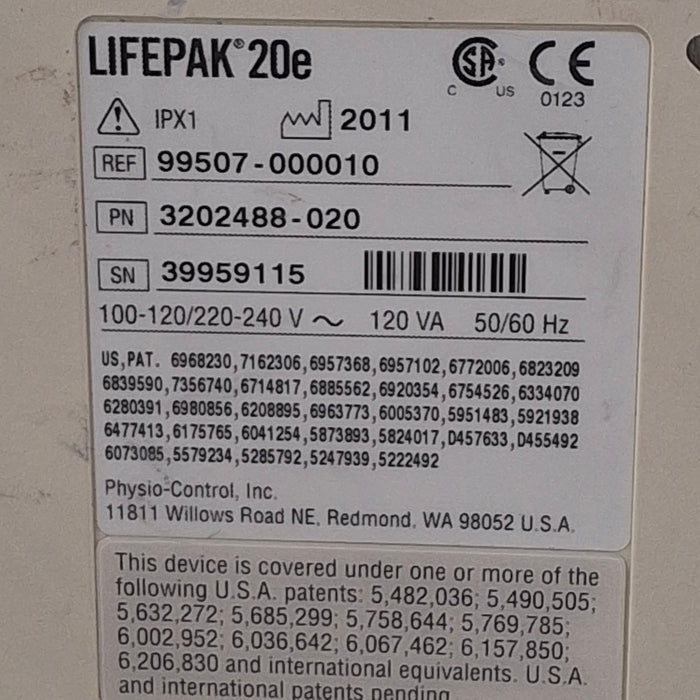 LIFEPAK® 20e
C SA US CE 0123
IPX1 2011
REF 99507-000010
PN 3202488-020
SN 39959115
100-120/220-240 V ~ 120 VA 50/60 Hz
US,PAT. 6968230,7162306,6957368,6957102,6772006,6823209
6839590,7356740,6714817,6885562,6920354,6754526,6334070
6280391,6980856,6208895,6963773,6005370,5951483,5921938
6477413,6175765,6041254,5873893,5824017,D457633,D455492
6073085,5579234,5285792,5247939,5222492
Physio-Control, Inc.
11811 Willows Road NE, Redmond, WA 98052 U.S.A.
This device is covered under one or more of the
following U.S.A. patents: 5,482,036; 5,490,505;
5,632,272; 5,685,299; 5,758,644; 5,769,785;
6,002,952; 6,036,642; 6,067,462; 6,157,850;
6,206,830 and international equivalents. U.S.A.
and international patents pending